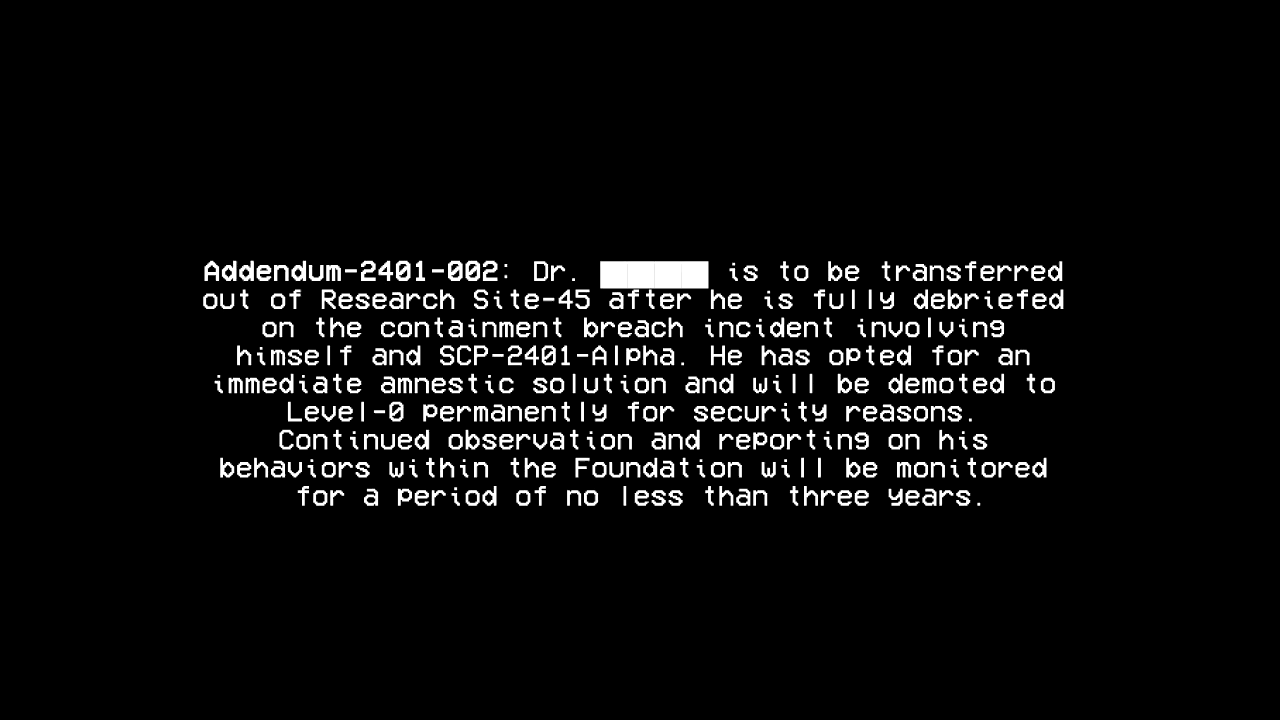 Addendum-2401-002: Dr. ████ is to be transferred
out of Research Site-45 after he is fully debriefed
on the containment breach incident involving
himself and SCP-2401-Alpha. He has opted for an
immediate amnestic solution and will be demoted to
Level-0 permanently for security reasons.
Continued observation and reporting on his
behaviors within the Foundation will be monitored
for a period of no less than three years.